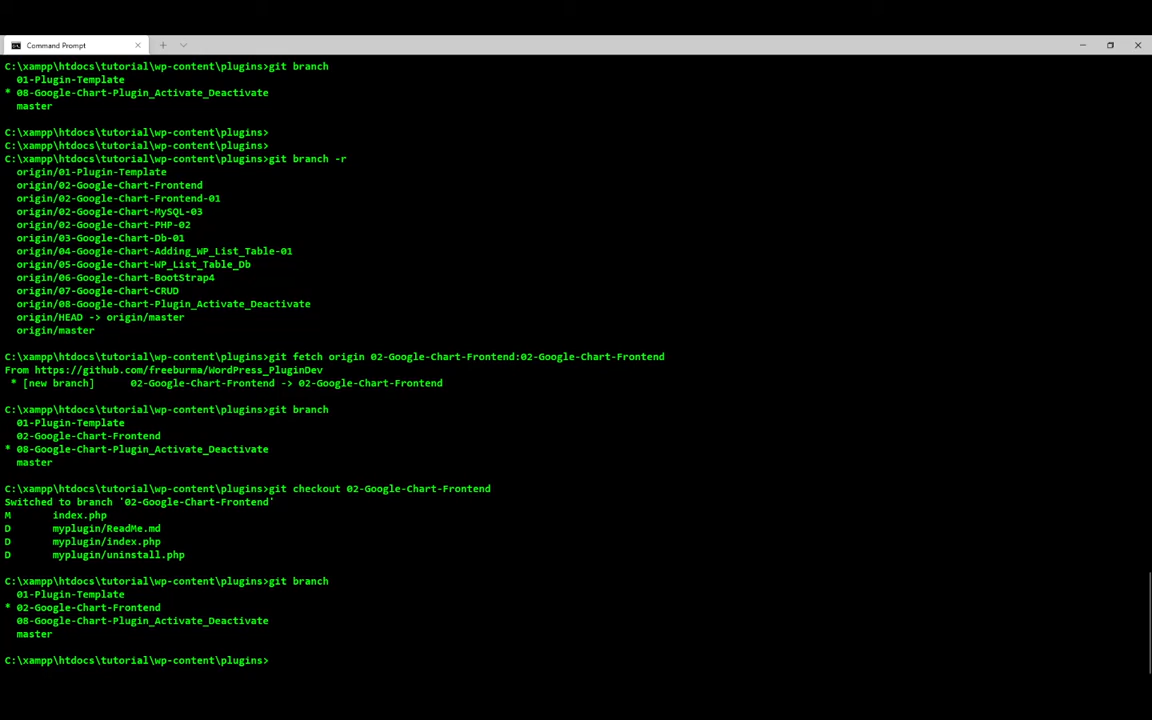 Command Prompt
C:\xampp\htdocs\tutorial\wp-content\plugins>git branch
01-Plugin-Template
* 08-Google-Chart-Plugin_Activate_Deactivate
master
C:\xampp\htdocs\tutorial\wp-content\plugins>
C:\xampp\htdocs\tutorial\wp-content\plugins>
C:\xampp\htdocs\tutorial\wp-content\plugins>git branch -r
origin/01-Plugin-Template
origin/02-Google-Chart-Frontend
origin/02-Google-Chart-Frontend-01
origin/02-Google-Chart-MySQL-03
origin/02-Google-Chart-PHP-02
origin/03-Google-Chart-Db-01
origin/04-Google-Chart-Adding_WP_List_Table-01
origin/05-Google-Chart-WP_List_Table_Db
origin/06-Google-Chart-BootStrap4
origin/07-Google-Chart-CRUD
origin/08-Google-Chart-Plugin_Activate_Deactivate
origin/HEAD -> origin/master
origin/master
C:\xampp\htdocs\tutorial\wp-content\plugins>git fetch origin 02-Google-Chart-Frontend:02-Google-Chart-Frontend
From https://github.com/freeburma/WordPress_PluginDev
* [new branch]      02-Google-Chart-Frontend -> 02-Google-Chart-Frontend
C:\xampp\htdocs\tutorial\wp-content\plugins>git branch
01-Plugin-Template
02-Google-Chart-Frontend
* 08-Google-Chart-Plugin_Activate_Deactivate
master
C:\xampp\htdocs\tutorial\wp-content\plugins>git checkout 02-Google-Chart-Frontend
Switched to branch '02-Google-Chart-Frontend'
M       index.php
D       myplugin/ReadMe.md
D       myplugin/index.php
D       myplugin/uninstall.php
C:\xampp\htdocs\tutorial\wp-content\plugins>git branch
01-Plugin-Template
* 02-Google-Chart-Frontend
08-Google-Chart-Plugin_Activate_Deactivate
master
C:\xampp\htdocs\tutorial\wp-content\plugins>